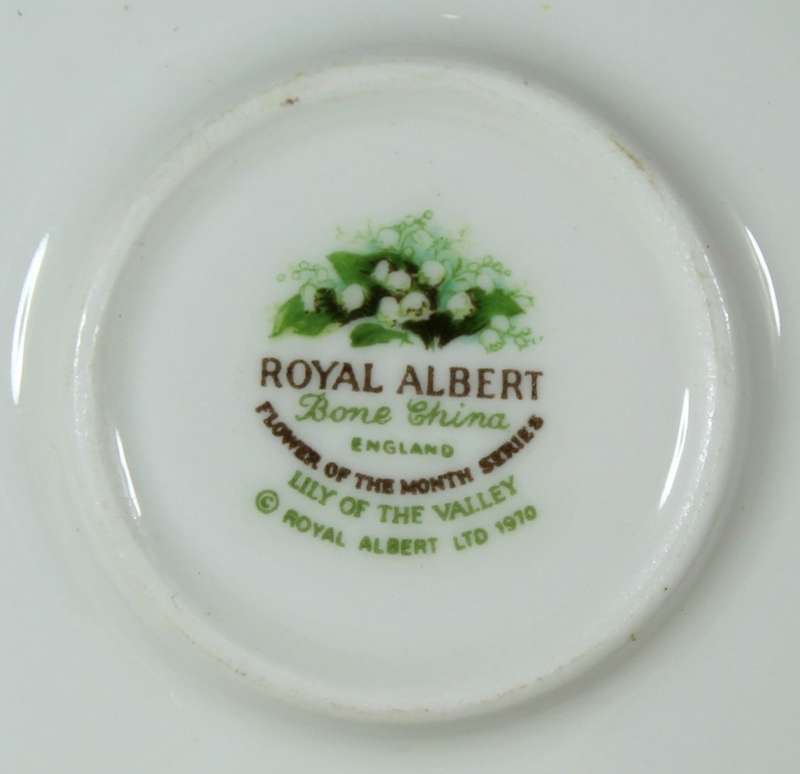 ROYAL ALBERT
Bone China
ENGLAND
FLOWER OF THE MONTH SERIES
LILY OF THE VALLEY
© ROYAL ALBERT LTD 1970